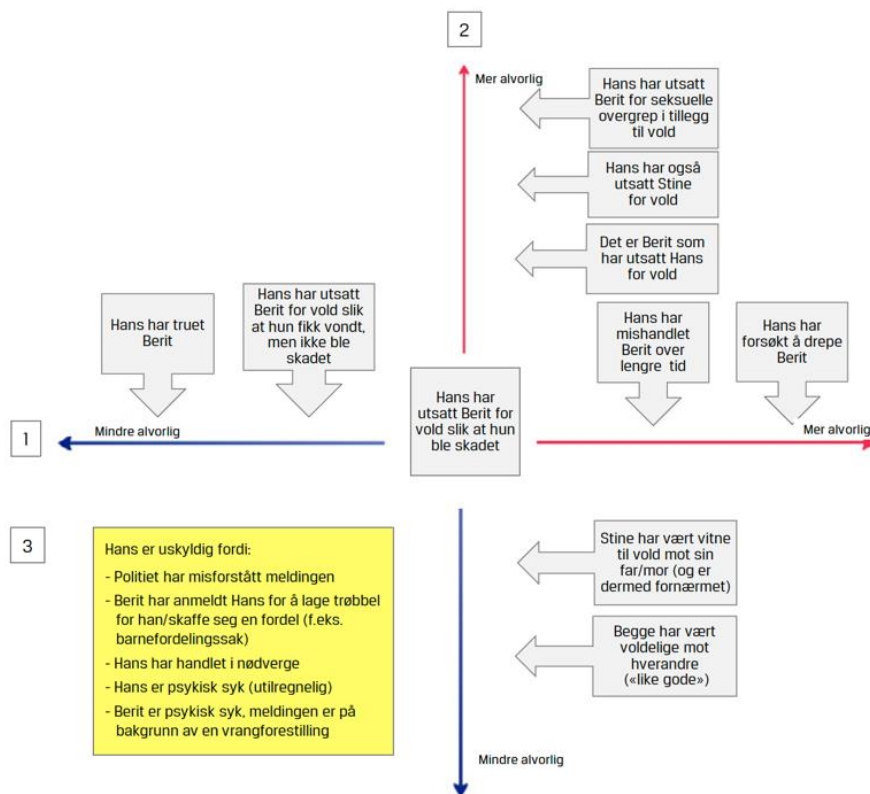 2
Mer alvorlig
Hans har utsatt
Berit for seksuelle
overgrep i tillegg
til vold
Hans har også
utsatt Stine
for vold
Det er Berit som
har utsatt Hans
for vold
Hans har truet
Berit
Hans har utsatt
Berit for vold slik
at hun fikk vondt,
men ikke ble
skadet
Hans har
mishandlet
Berit over
lengre tid
Hans har
forsøkt å drepe
Berit
1
Mindre alvorlig
Hans har
utsatt Berit for
vold slik at hun
ble skadet
Mer alvorlig
3
Hans er uskyldig fordi:
- Politiet har misforstått meldingen
- Berit har anmeldt Hans for å lage trøbbel
for han/skaffe seg en fordel (f.eks.
barnefordelingssak)
- Hans har handlet i nødverge
- Hans er psykisk syk (utilregnelig)
- Berit er psykisk syk, meldingen er på
bakgrunn av en vrangforestilling
Stine har vært vitne
til vold mot sin
far/mor (og er
dermed fornærmet)
Begge har vært
voldelige mot
hverandre
(«like gode»)
Mindre alvorlig